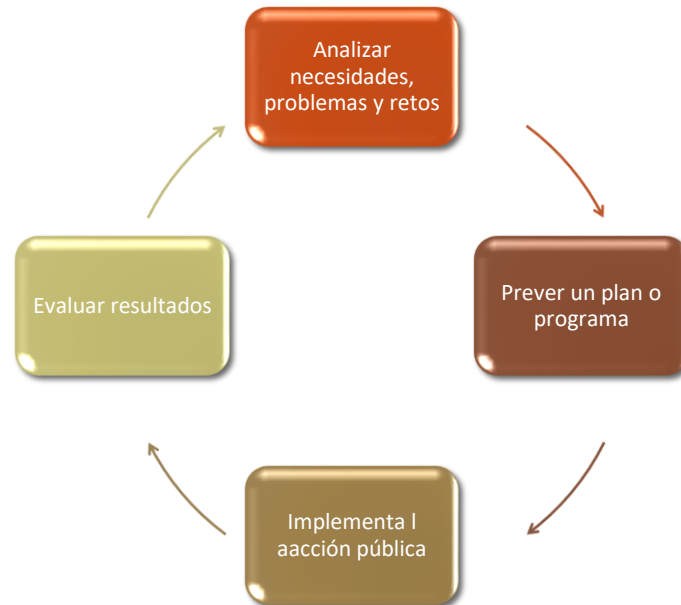 Analizar
necesidades,
problemas y retos
Prever un plan o
programa
Implementa l
aacción pública
Evaluar resultados